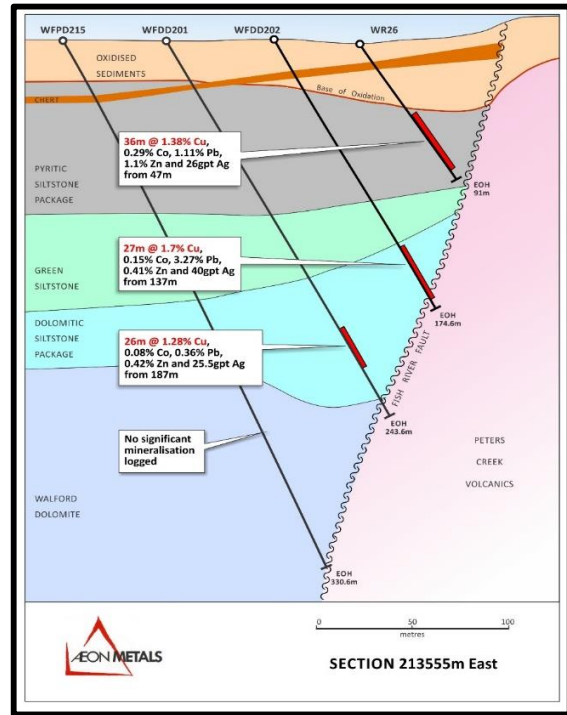 WFPD215 WFDD201 WFDD202 WR26
OXIDISED
SEDIMENTS
Base of Oxidation
CHERT
36m @ 1.38% Cu,
0.29% Co, 1.11% Pb,
1.1% Zn and 26gpt Ag
from 47m
PYRITIC
SILTSTONE
PACKAGE
EOH
91m
27m @ 1.7% Cu,
0.15% Co, 3.27% Pb,
0.41% Zn and 40gpt Ag
from 137m
GREEN
SILTSTONE
EOH
174.6m
DOLOMITIC
SILTSTONE
PACKAGE
26m @ 1.28% Cu,
0.08% Co, 0.36% Pb,
0.42% Zn and 25.5gpt Ag
from 187m
FISH RIVER FAULT
EOH
243.6m
No significant
mineralisation
logged
PETERS
CREEK
VOLCANICS
WALFORD
DOLOMITE
EOH
330.6m
0 50 100
metres
ÆON METALS
SECTION 213555m East